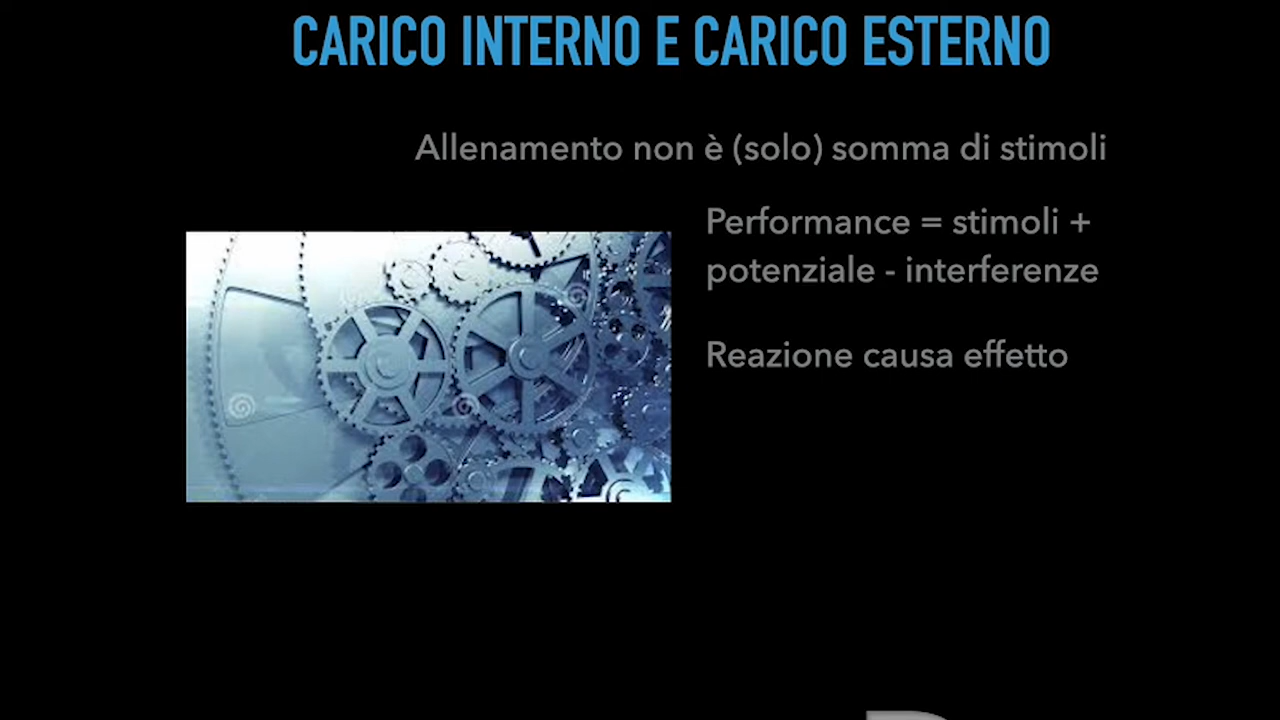 CARICO INTERNO E CARICO ESTERNO
Allenamento non è (solo) somma di stimoli
Performance = stimoli +
potenziale - interferenze
Reazione causa effetto